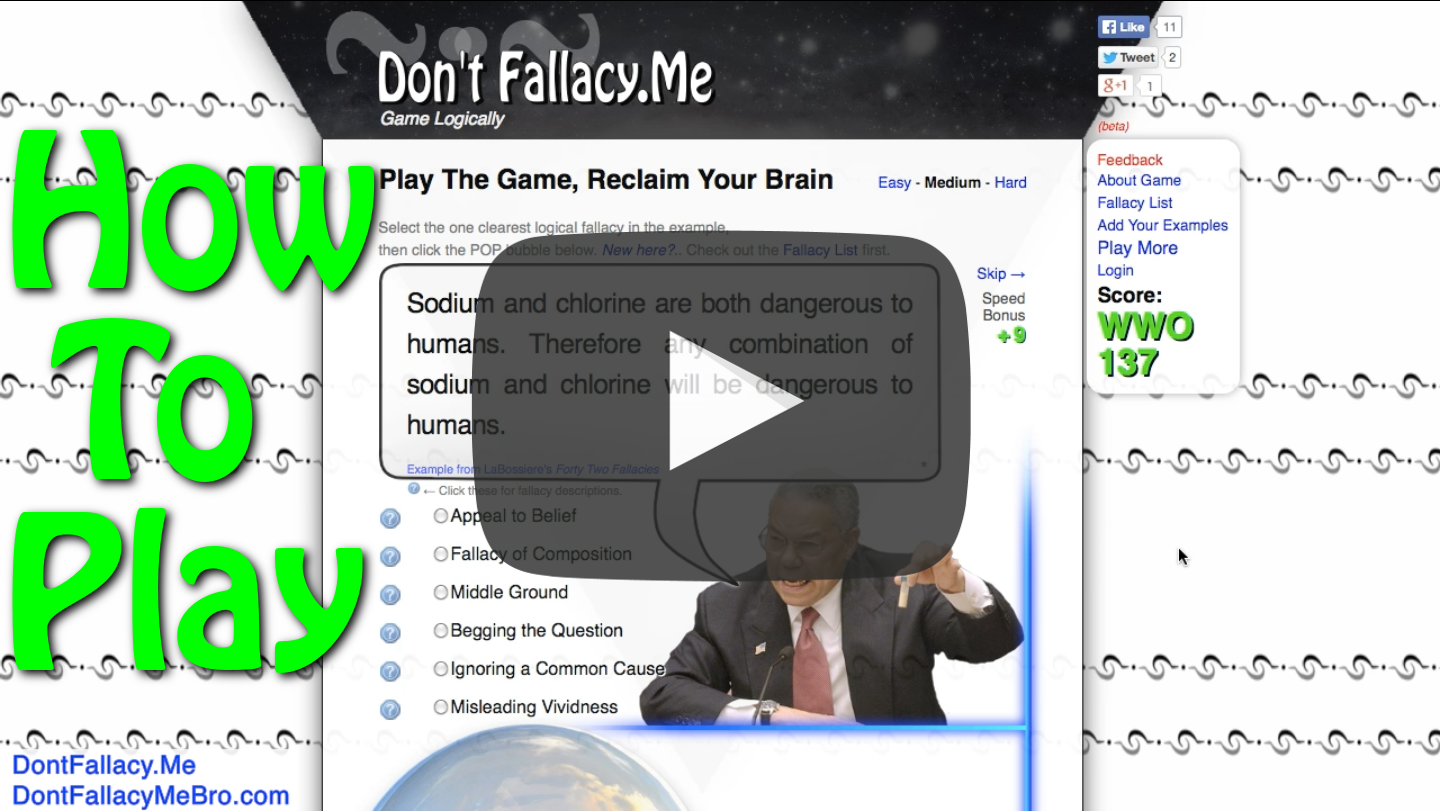 Don't Fallacy.Me
Game Logically
Like 11
Tweet 2
g+1 1
(beta)
How
To
Play
Play The Game, Reclaim Your Brain
Easy - Medium - Hard
Select the one clearest logical fallacy in the example,
then click the POP bubble below. New here?.. Check out the Fallacy List first.
Sodium and chlorine are both dangerous to
humans. Therefore any combination of
sodium and chlorine will be dangerous to
humans.
Example from LaBossiere's Forty Two Fallacies
Skip →
Speed
Bonus
+9
? ← Click these for fallacy descriptions.
? Appeal to Belief
? Fallacy of Composition
? Middle Ground
? Begging the Question
? Ignoring a Common Cause
? Misleading Vividness
Feedback
About Game
Fallacy List
Add Your Examples
Play More
Login
Score:
WWO
137
DontFallacy.Me
DontFallacyMeBro.com